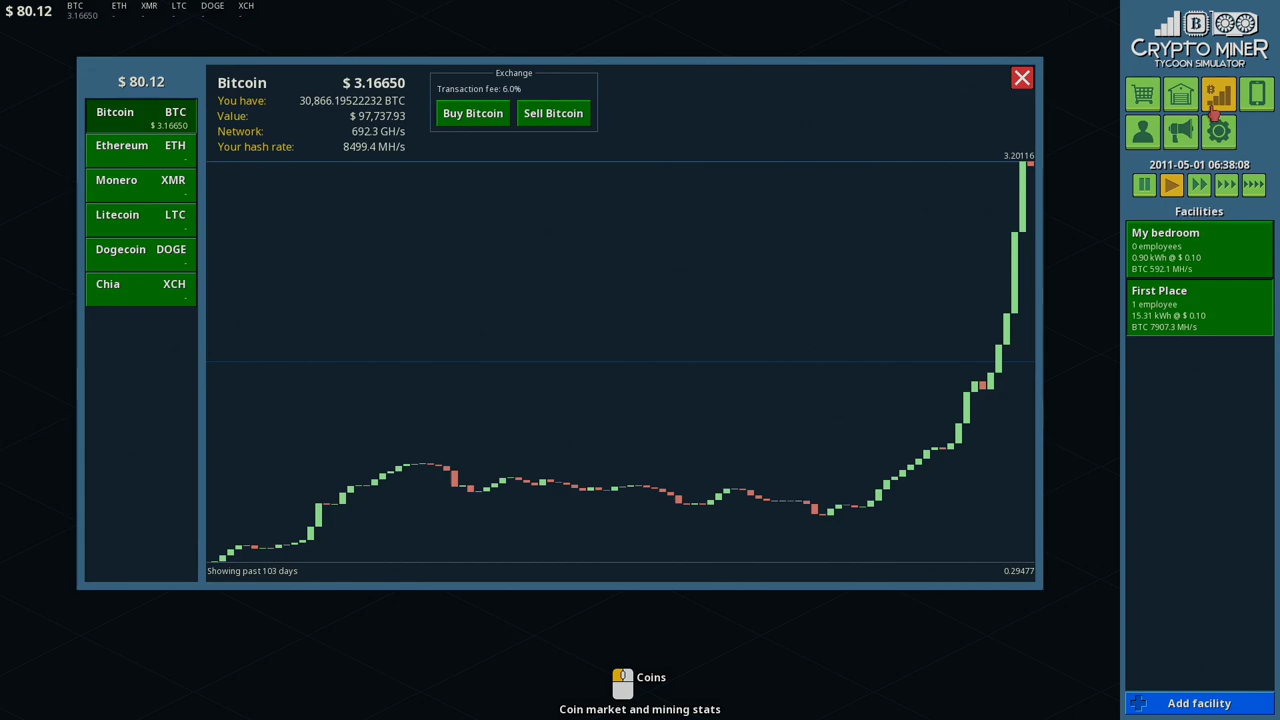 $ 80.12
BTC ETH XMR LTC DOGE XCH
3.16650 - - - - -
CRYPTO MINER
TYCOON SIMULATOR
$ 80.12
Bitcoin BTC
$ 3.16650
Ethereum ETH
-
Monero XMR
-
Litecoin LTC
-
Dogecoin DOGE
-
Chia XCH
-
Bitcoin $ 3.16650
You have: 30,866.19522232 BTC
Value: $ 97,737.93
Network: 692.3 GH/s
Your hash rate: 8499.4 MH/s
Exchange
Transaction fee: 6.0%
Buy Bitcoin Sell Bitcoin
3.20116
Showing past 103 days 0.29477
2011-05-01 06:38:08
Facilities
My bedroom
0 employees
0.90 kWh @ $ 0.10
BTC 592.1 MH/s
First Place
1 employee
15.31 kWh @ $ 0.10
BTC 7907.3 MH/s
Add facility
Coins
Coin market and mining stats